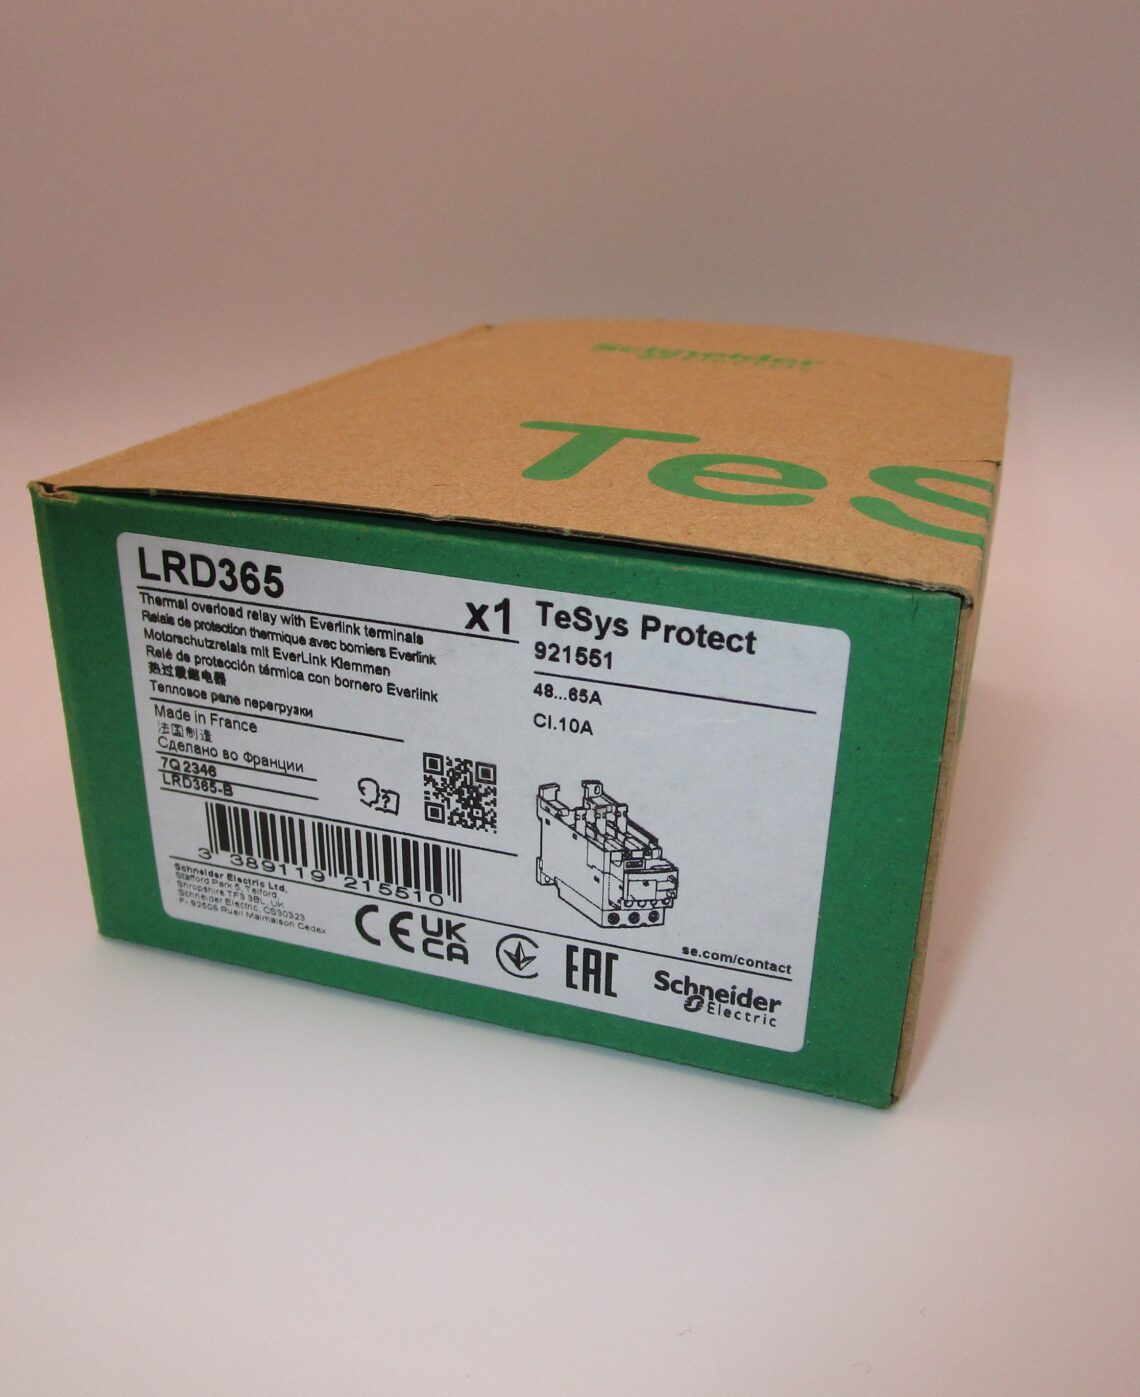 Schneider
Electric
TeS
LRD365
x1
Thermal overload relay with Everlink terminals
Relais de protection thermique avec borniers Everlink
Motorschutzrelais mit EverLink Klemmen
Relé de protección térmica con bornero Everlink
热过载继电器
Тепловое реле перегрузки
Made in France
法国制造
Сделано во Франции
7Q 2346
LRD365-B
3 389119 215510
Schneider Electric Ltd.
Stafford Park 5, Telford
Shropshire TF3 3BL, UK
Schneider Electric, CS30323
F- 92506 Rueil Malmaison Cedex
TeSys Protect
921551
48...65A
Cl.10A
?
CE
UK
CA
EAC
se.com/contact
Schneider
Electric